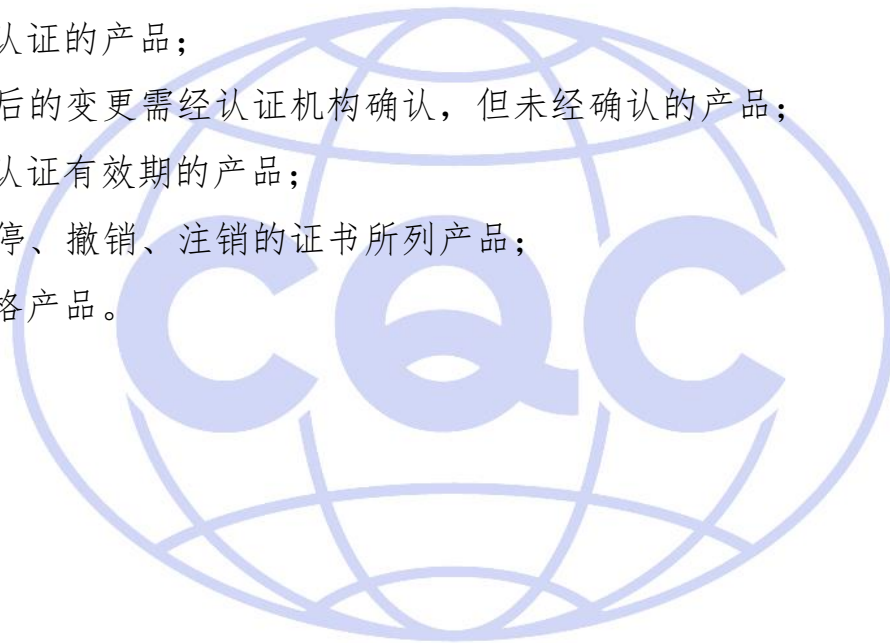 认证的产品；
后的变更需经认证机构确认，但未经确认的产品；
认证有效期的产品；
停、撤销、注销的证书所列产品；
格产品。
CQC